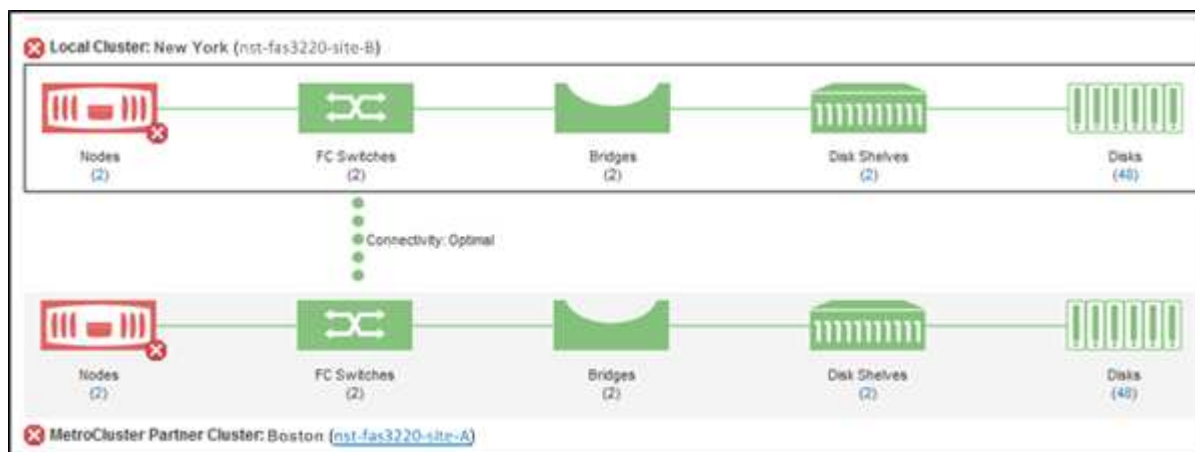 Local Cluster: New York (nst-fas3220-site-B)
Nodes
(2)
FC Switches
(2)
Bridges
(2)
Disk Shelves
(2)
Disks
(48)
Connectivity: Optimal
Nodes
(2)
FC Switches
(2)
Bridges
(2)
Disk Shelves
(2)
Disks
(48)
MetroCluster Partner Cluster: Boston (nst-fas3220-site-A)